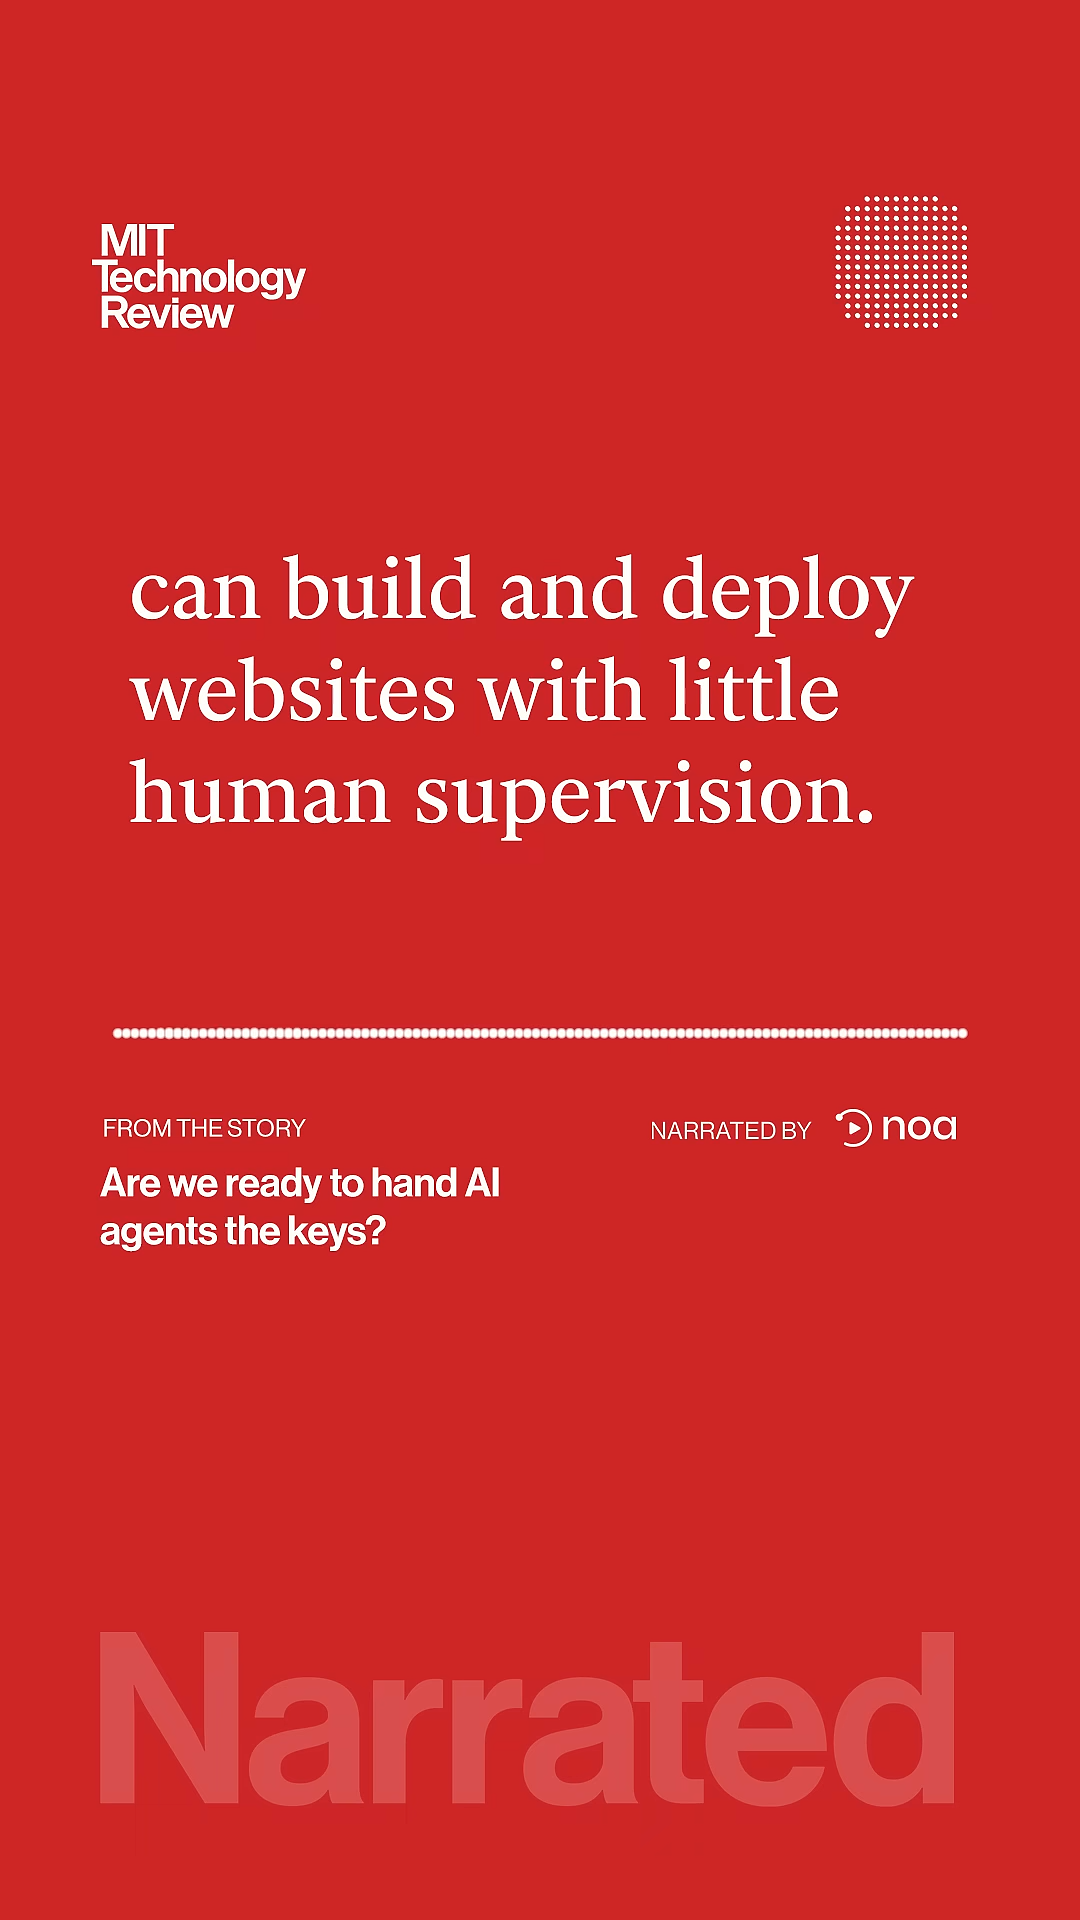 MIT
Technology
Review
can build and deploy
websites with little
human supervision.
FROM THE STORY
Are we ready to hand AI
agents the keys?
NARRATED BY noa
Narrated